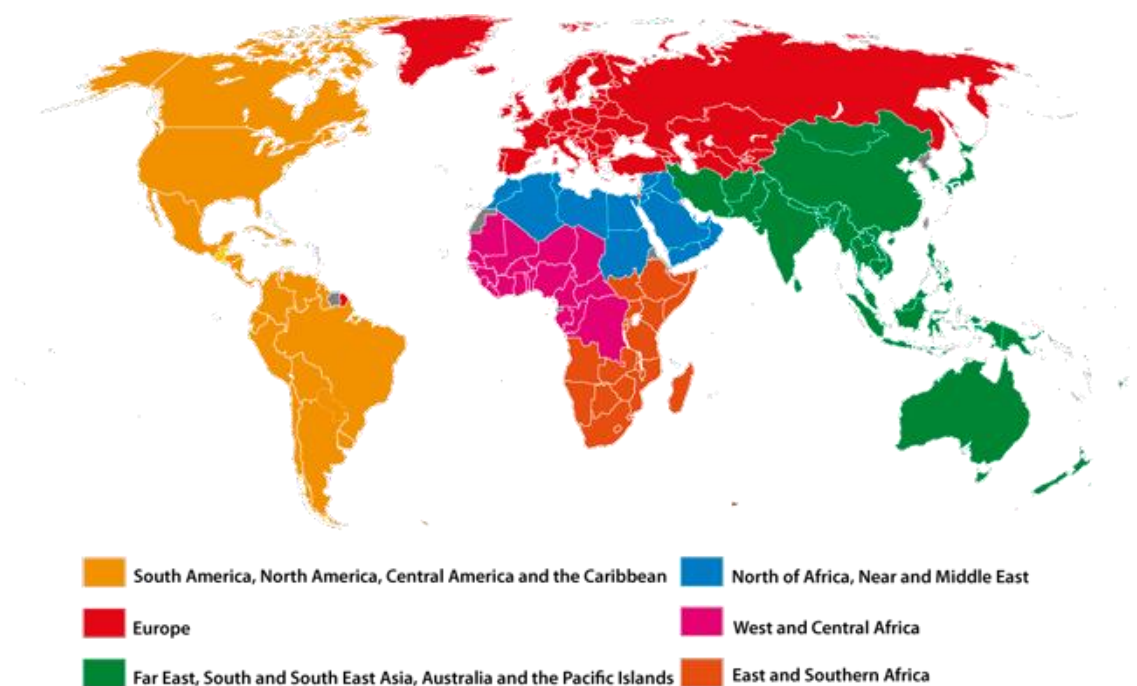 South America, North America, Central America and the Caribbean
North of Africa, Near and Middle East
Europe
West and Central Africa
Far East, South and South East Asia, Australia and the Pacific Islands
East and Southern Africa